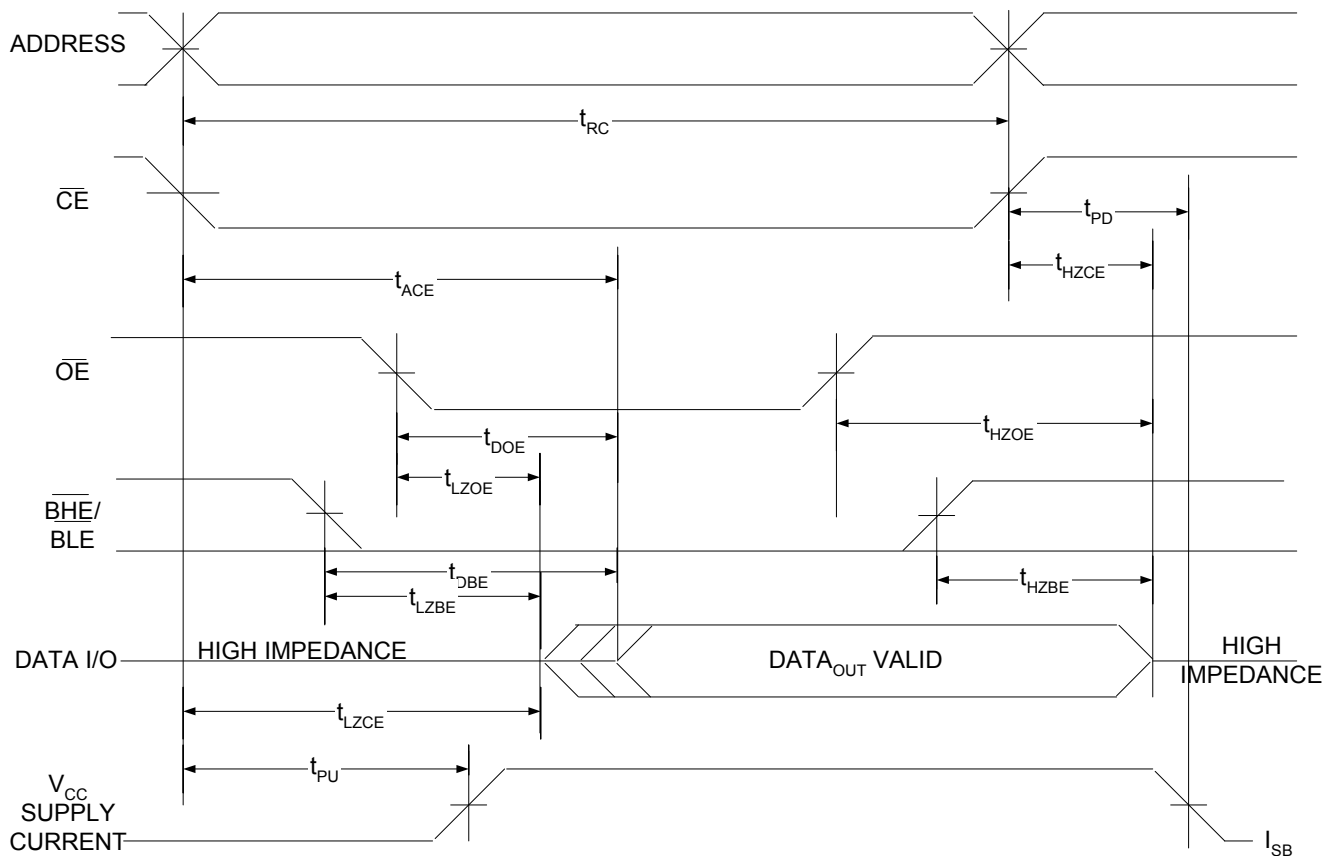 ADDRESS
tRC
CE
tPD
tHZCE
tACE
OE
tDOE
tHZOE
tLZOE
BHE/
BLE
tDBE
tHZBE
tLZBE
DATA I/O
HIGH IMPEDANCE
DATAOUT VALID
HIGH
IMPEDANCE
tLZCE
tPU
VCC
SUPPLY
CURRENT
ISB